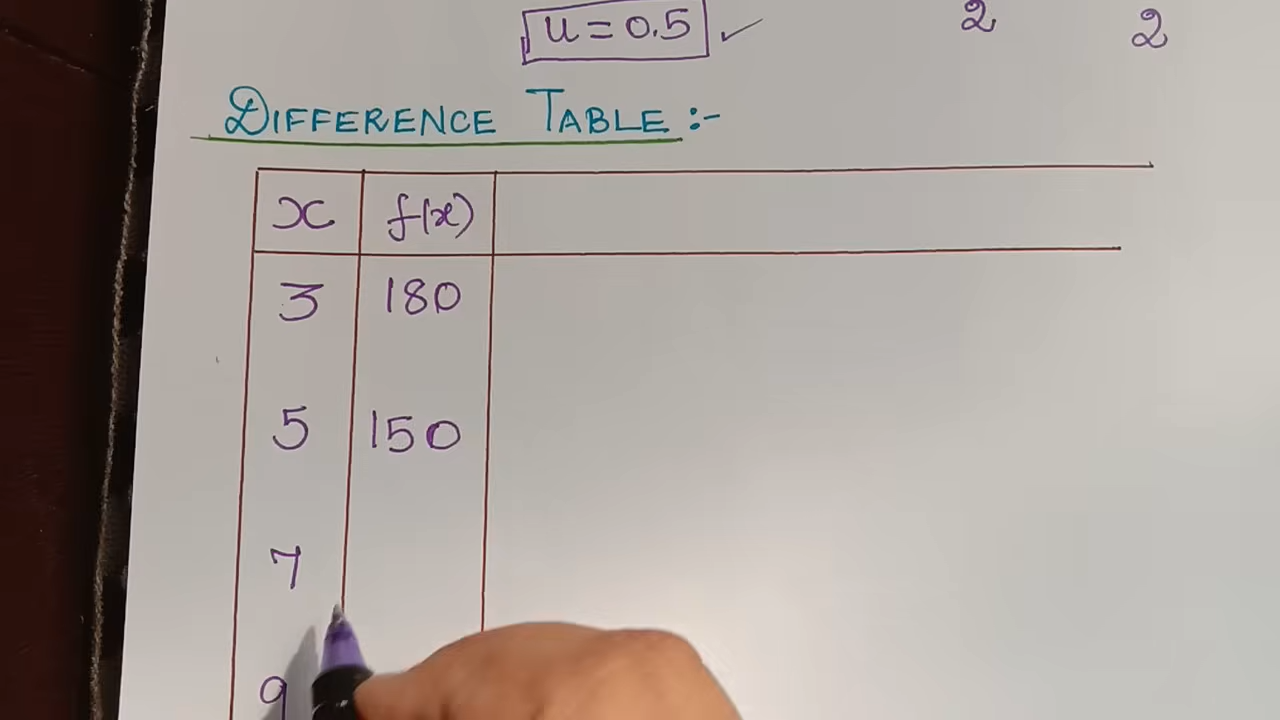 u = 0.5 ✓ 2 2
DIFFERENCE TABLE :-
x f(x)
3 180
5 150
7
9